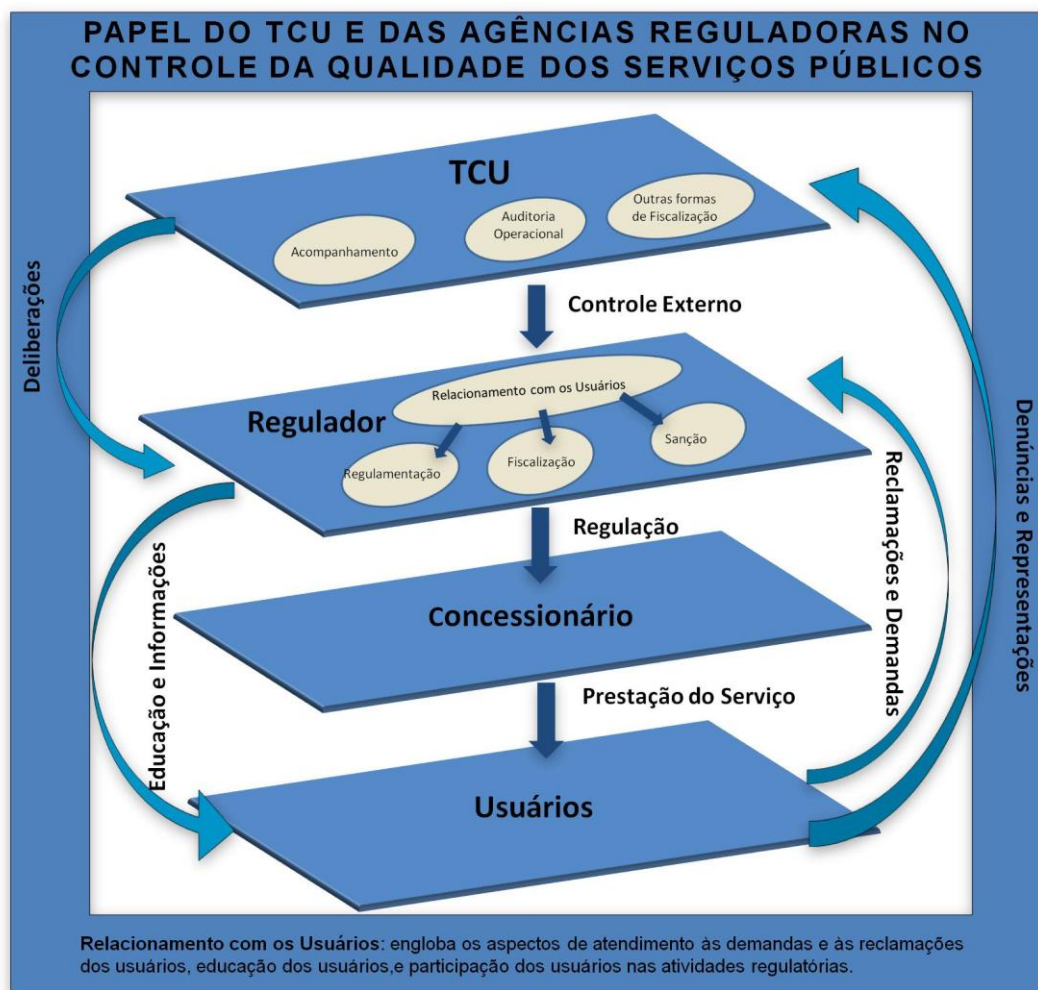 PAPEL DO TCU E DAS AGÊNCIAS REGULADORAS NO
CONTROLE DA QUALIDADE DOS SERVIÇOS PÚBLICOS
TCU
Acompanhamento
Auditoria
Operacional
Outras formas
de Fiscalização
Deliberações
Controle Externo
Relacionamento com os Usuários
Regulador
Regulamentação
Fiscalização
Sanção
Regulação
Educação e Informações
Reclamações e Demandas
Denúncias e Representações
Concessionário
Prestação do Serviço
Usuários
Relacionamento com os Usuários: engloba os aspectos de atendimento às demandas e às reclamações
dos usuários, educação dos usuários,e participação dos usuários nas atividades regulatórias.